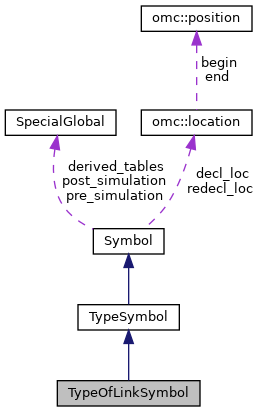 omc::position
begin
end
SpecialGlobal
omc::location
derived_tables
post_simulation
pre_simulation
decl_loc
redecl_loc
Symbol
TypeSymbol
TypeOfLinkSymbol